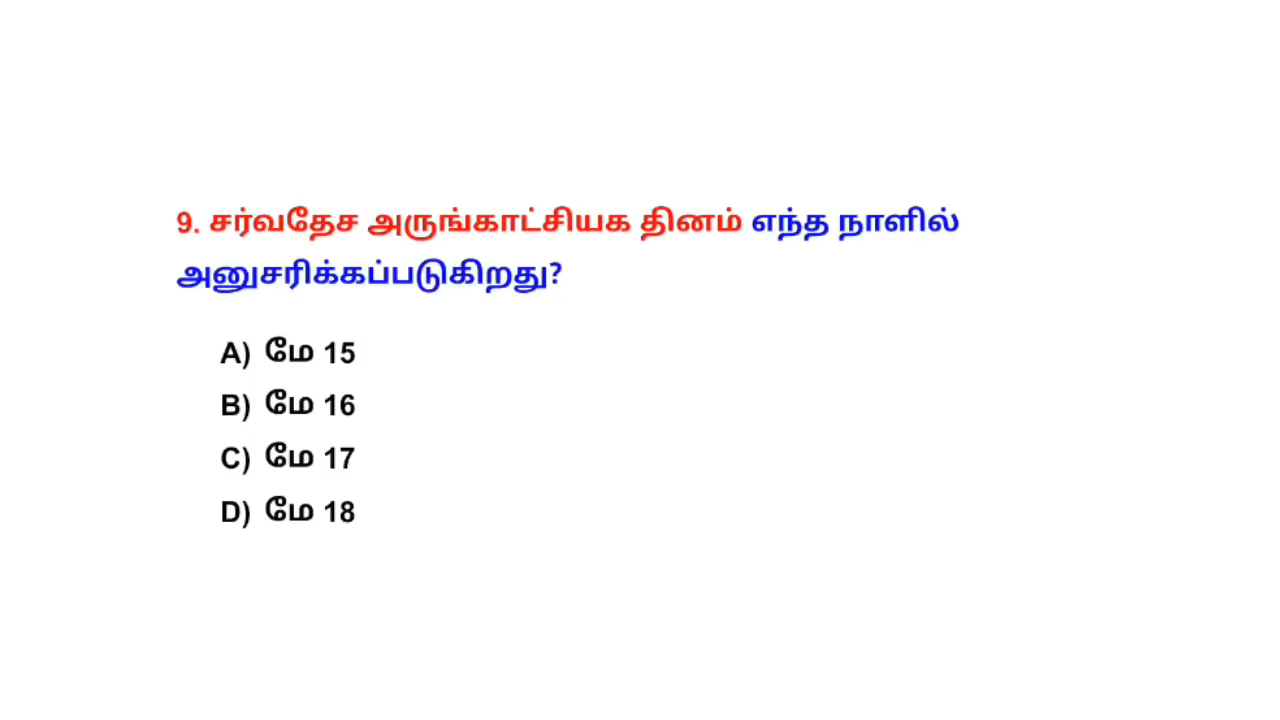 9. சர்வதேச அருங்காட்சியக தினம் எந்த நாளில்
அனுசரிக்கப்படுகிறது?
A) மே 15
B) மே 16
C) மே 17
D) மே 18